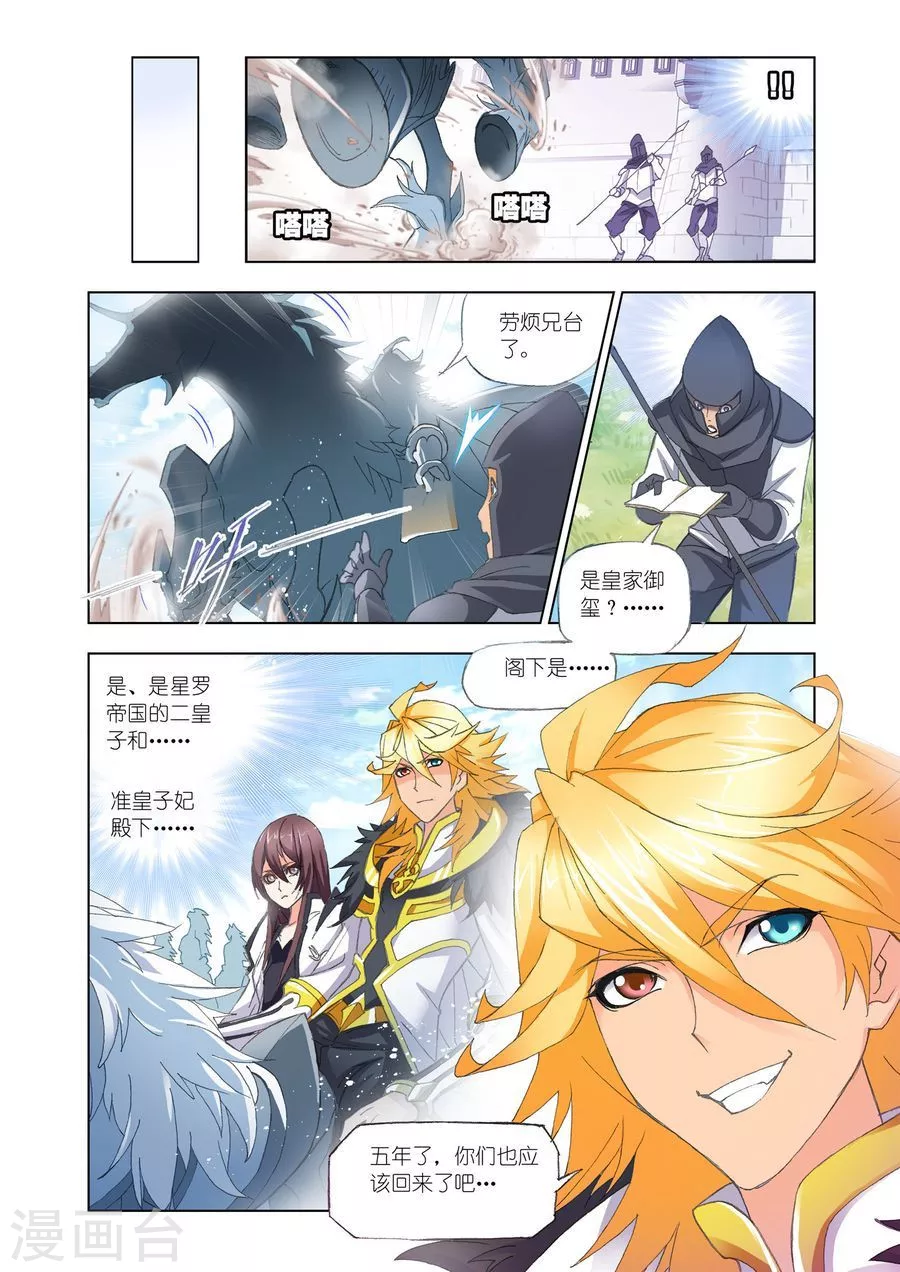 !!
嗒嗒
嗒嗒
劳烦兄台
了。
吁
是皇家御
玺？……
阁下是……
是、是星罗
帝国的二皇
子和……
准皇子妃
殿下……
五年了，你们也应
该回来了吧…
漫画台